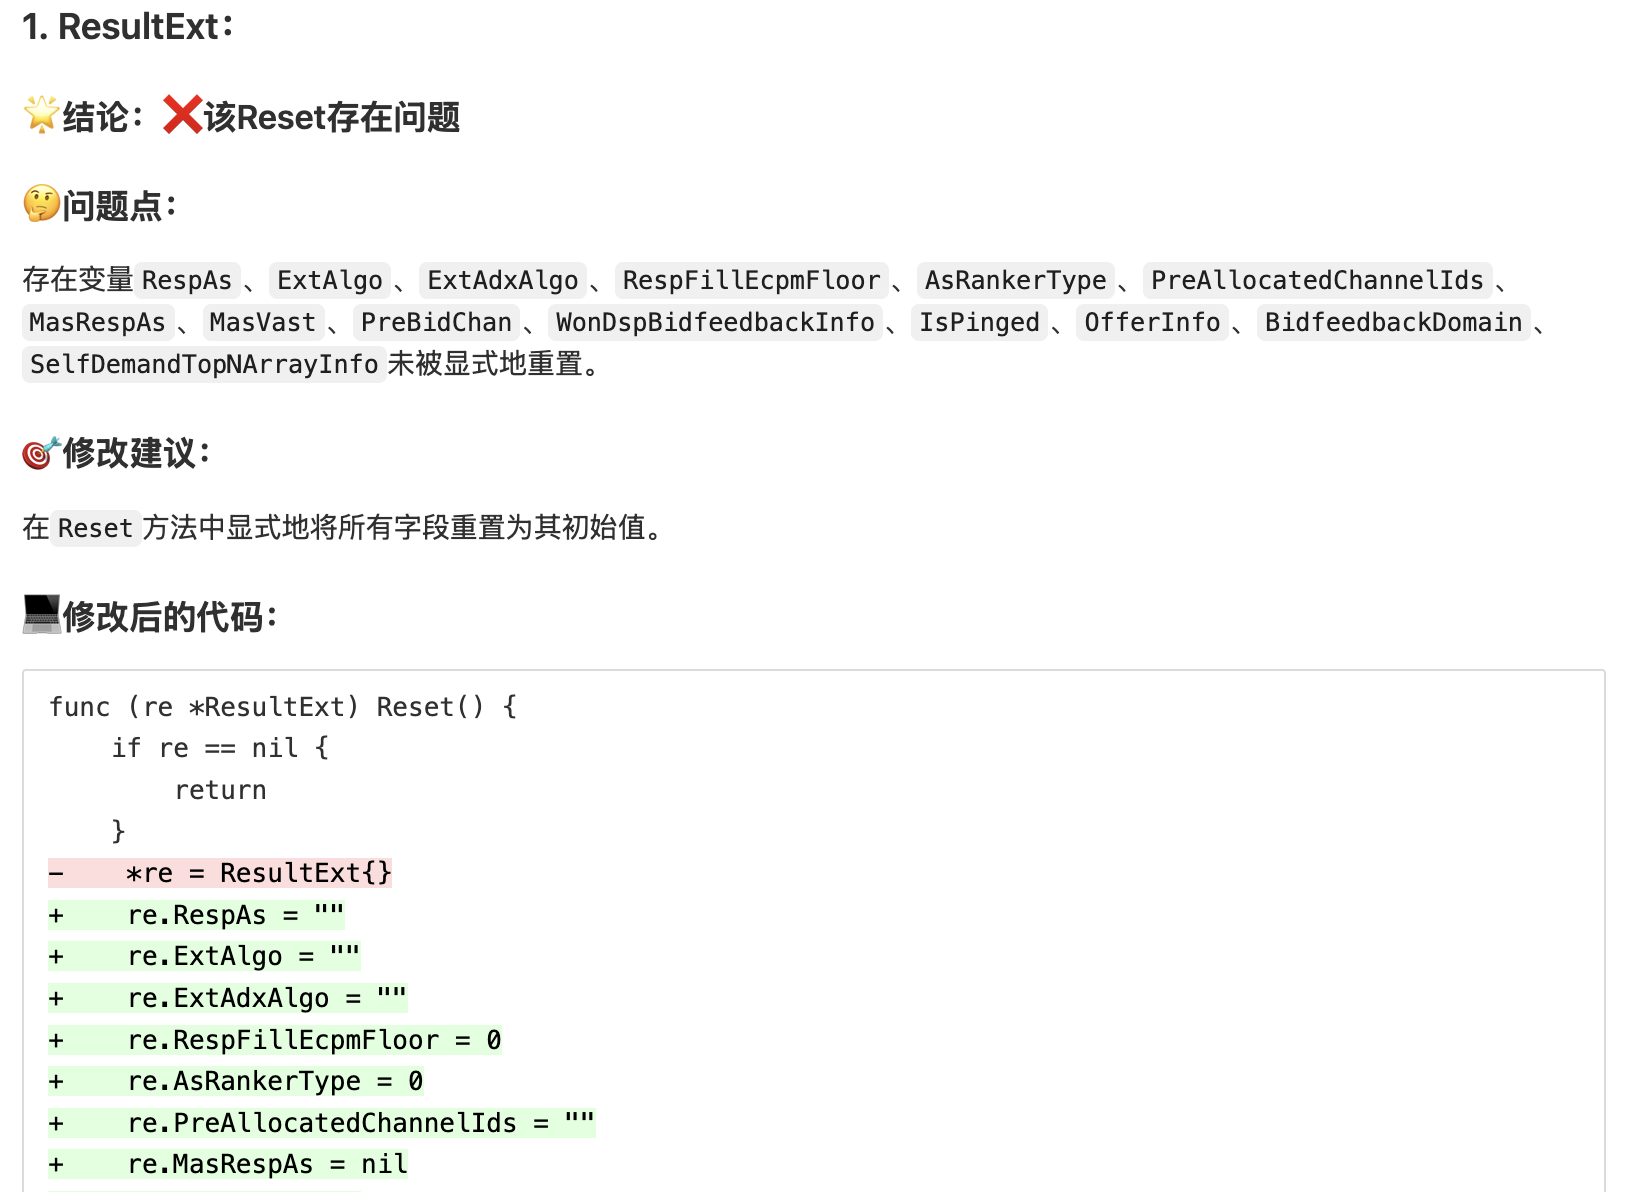 1. ResultExt：
🌟结论：❌该Reset存在问题
🤔问题点：
存在变量 RespAs 、 ExtAlgo 、 ExtAdxAlgo 、 RespFillEcpmFloor 、 AsRankerType 、 PreAllocatedChannelIds 、
MasRespAs 、 MasVast 、 PreBidChan 、 WonDspBidfeedbackInfo 、 IsPinged 、 OfferInfo 、 BidfeedbackDomain 、
SelfDemandTopNArrayInfo 未被显式地重置。
🎯修改建议：
在 Reset 方法中显式地将所有字段重置为其初始值。
💻修改后的代码：
func (re *ResultExt) Reset() {
    if re == nil {
        return
    }
-    *re = ResultExt{}
+    re.RespAs = ""
+    re.ExtAlgo = ""
+    re.ExtAdxAlgo = ""
+    re.RespFillEcpmFloor = 0
+    re.AsRankerType = 0
+    re.PreAllocatedChannelIds = ""
+    re.MasRespAs = nil